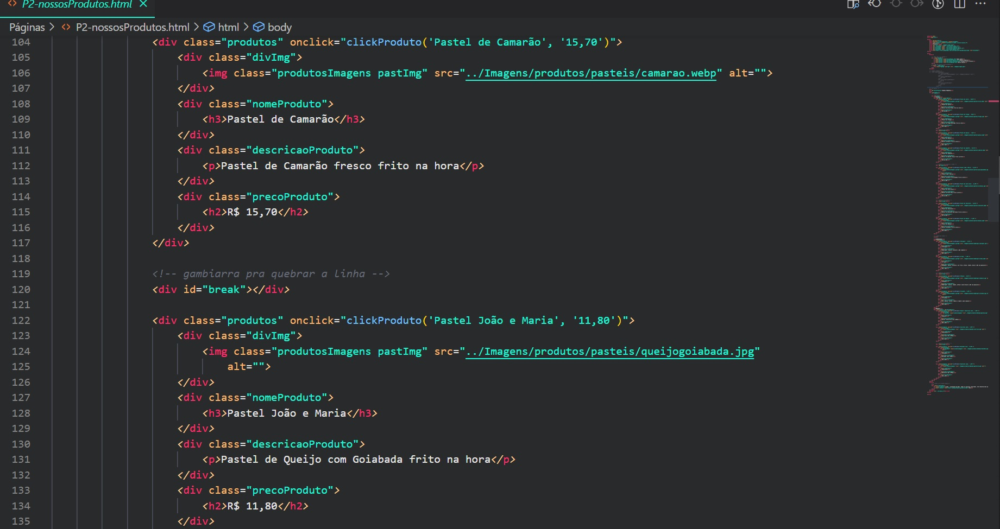 P2-nossosProdutos.html
Páginas > P2-nossosProdutos.html > html > body
104 <div class="produtos" onclick="clickProduto('Pastel de Camarão', '15,70')">
105 <div class="divImg">
106 <img class="produtosImagens pastImg" src="../Imagens/produtos/pasteis/camarao.webp" alt="">
107 </div>
108 <div class="nomeProduto">
109 <h3>Pastel de Camarão</h3>
110 </div>
111 <div class="descricaoProduto">
112 <p>Pastel de Camarão fresco frito na hora</p>
113 </div>
114 <div class="precoProduto">
115 <h2>R$ 15,70</h2>
116 </div>
117 </div>
118
119 <!-- gambiarra pra quebrar a linha -->
120 <div id="break"></div>
121
122 <div class="produtos" onclick="clickProduto('Pastel João e Maria', '11,80')">
123 <div class="divImg">
124 <img class="produtosImagens pastImg" src="../Imagens/produtos/pasteis/queijogoiabada.jpg"
125 alt="">
126 </div>
127 <div class="nomeProduto">
128 <h3>Pastel João e Maria</h3>
129 </div>
130 <div class="descricaoProduto">
131 <p>Pastel de Queijo com Goiabada frito na hora</p>
132 </div>
133 <div class="precoProduto">
134 <h2>R$ 11,80</h2>
135 </div>